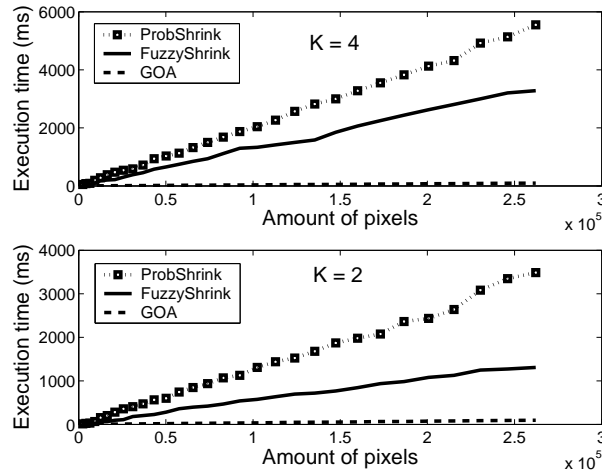 6000
4000
2000
0
Execution time (ms)
ProbShrink
FuzzyShrink
GOA
K = 4
0 0.5 1 1.5 2 2.5 3
Amount of pixels
x 10^5
4000
3000
2000
1000
0
Execution time (ms)
ProbShrink
FuzzyShrink
GOA
K = 2
0 0.5 1 1.5 2 2.5 3
Amount of pixels
x 10^5